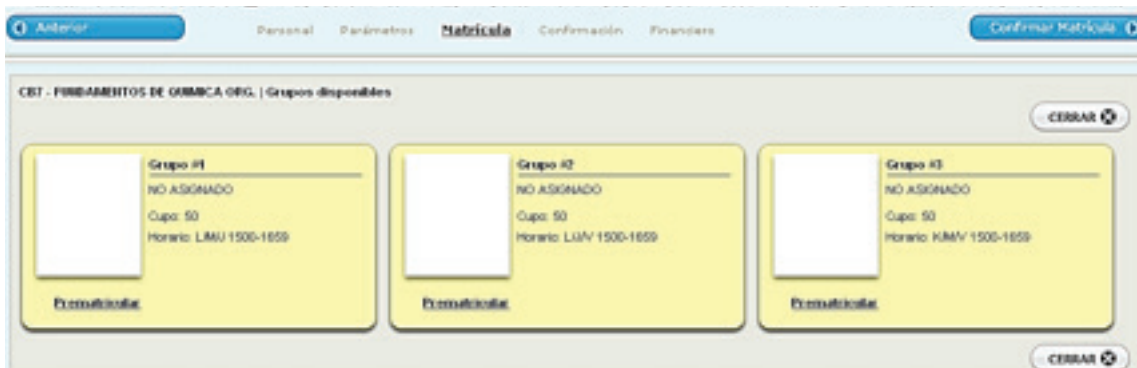 Anterior
Personal Parámetros Matrícula Confirmación Financiero
Confirmar Matrícula
CB7 - FUNDAMENTOS DE QUIMICA ORG. | Grupos disponibles
CERRAR
Grupo #1
NO ASIGNADO
Cupo: 50
Horario: L/M/J 1500-1659
Prematricular
Grupo #2
NO ASIGNADO
Cupo: 50
Horario: L/J/V 1500-1659
Prematricular
Grupo #3
NO ASIGNADO
Cupo: 50
Horario: K/M/V 1500-1659
Prematricular
CERRAR